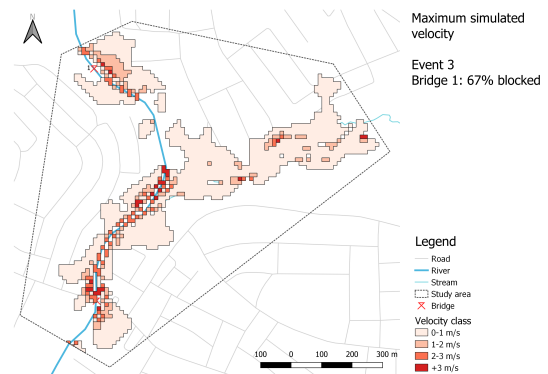 N
Maximum simulated
velocity
Event 3
Bridge 1: 67% blocked
Legend
Road
River
Stream
Study area
Bridge
Velocity class
0-1 m/s
1-2 m/s
2-3 m/s
+3 m/s
100 0 100 200 300 m